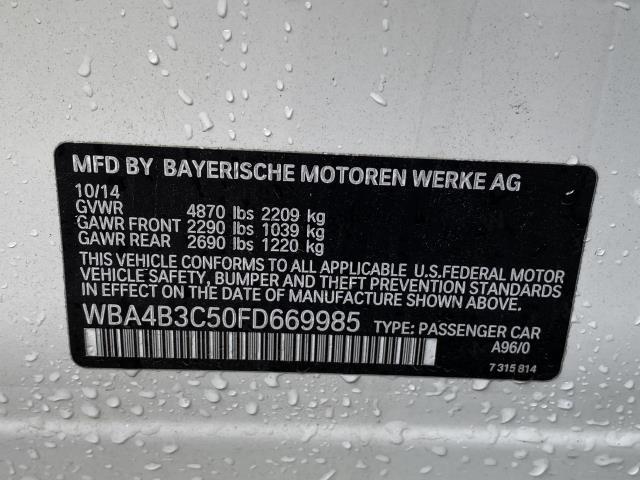 MFD BY BAYERISCHE MOTOREN WERKE AG
10/14
GVWR 4870 lbs 2209 kg
GAWR FRONT 2290 lbs 1039 kg
GAWR REAR 2690 lbs 1220 kg
THIS VEHICLE CONFORMS TO ALL APPLICABLE U.S.FEDERAL MOTOR
VEHICLE SAFETY, BUMPER AND THEFT PREVENTION STANDARDS
IN EFFECT ON THE DATE OF MANUFACTURE SHOWN ABOVE.
WBA4B3C50FD669985 TYPE: PASSENGER CAR
A96/0
7 315 814